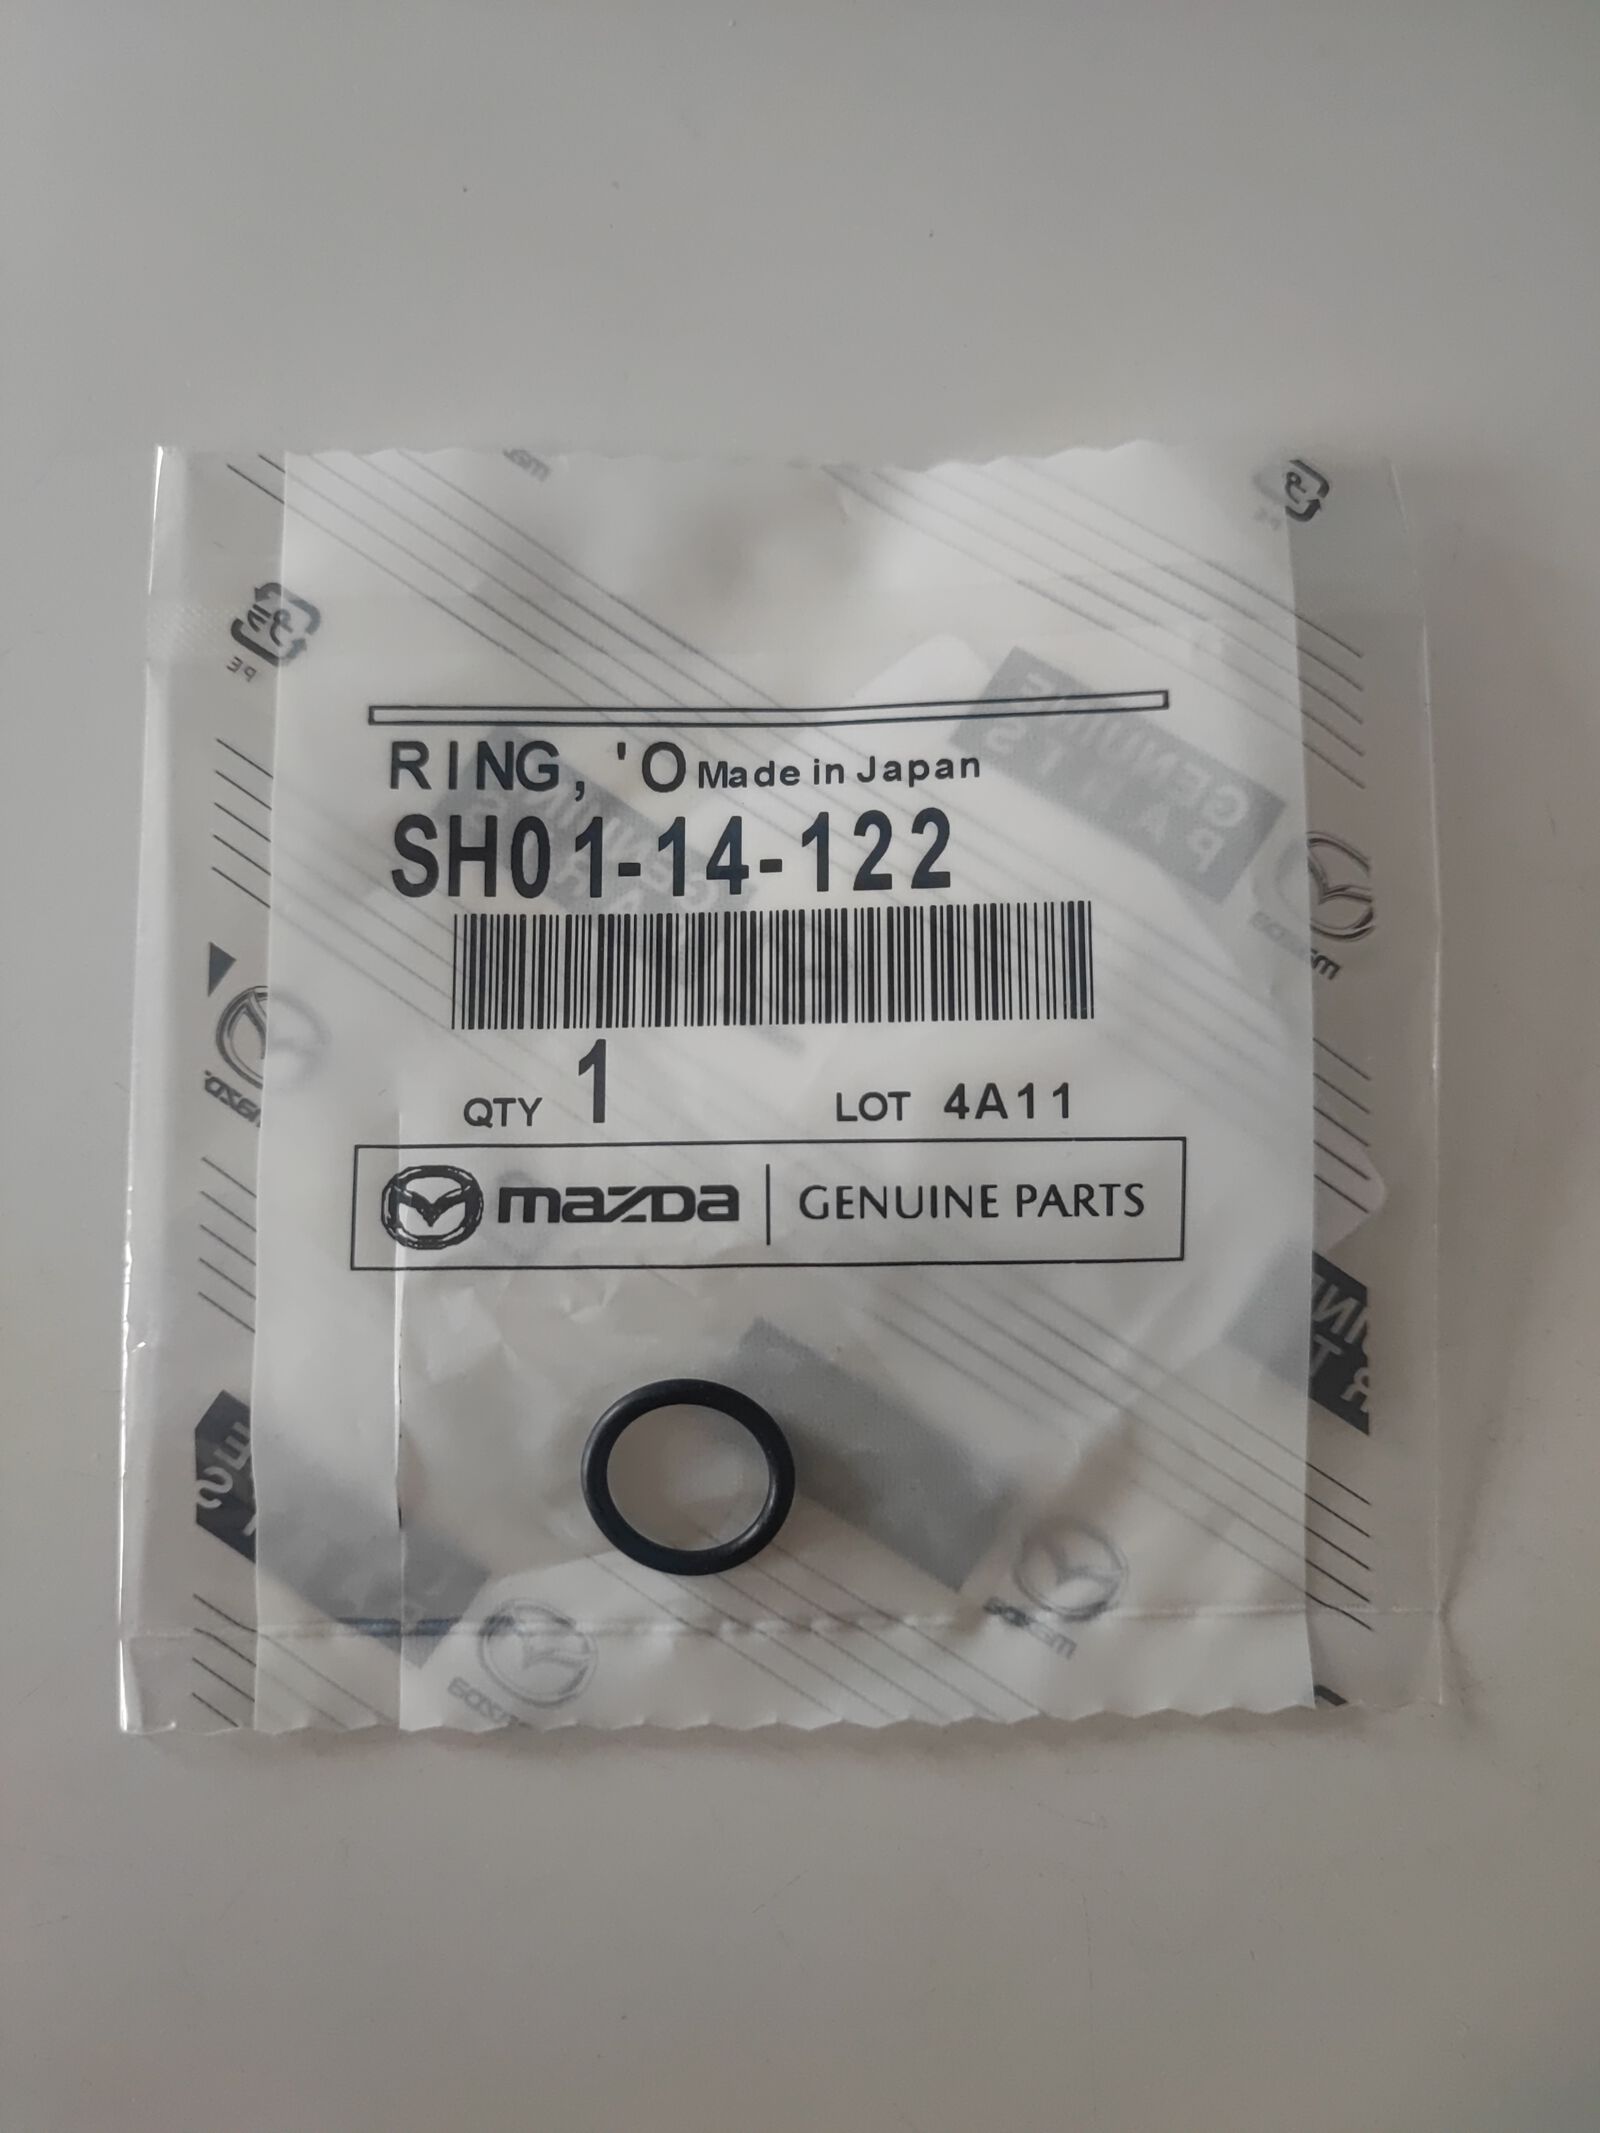 RING, 'O Made in Japan
SH01-14-122
QTY 1 LOT 4A11
mazda GENUINE PARTS